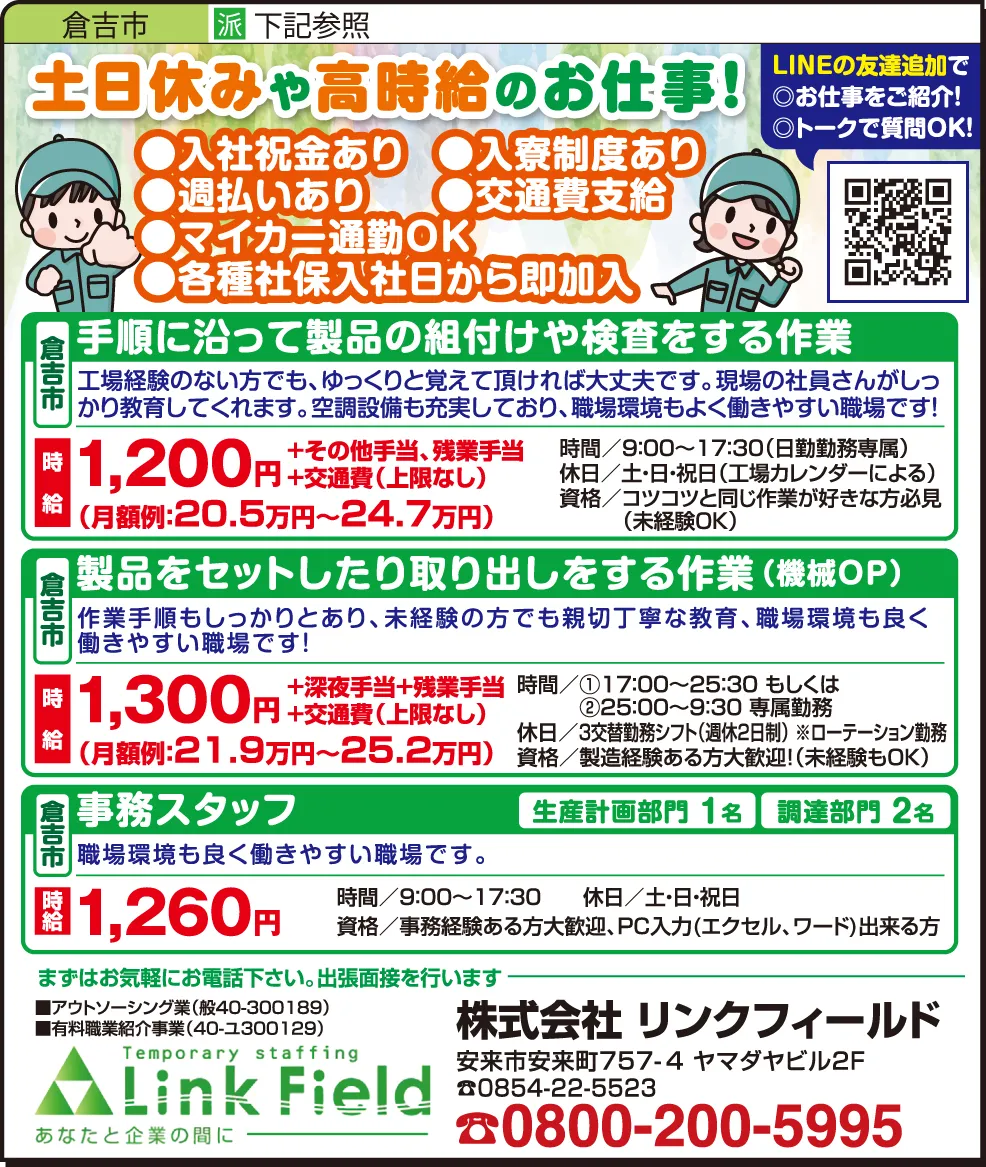 倉吉市 派 下記参照
土日休みや高時給のお仕事!
LINEの友達追加で
◎お仕事をご紹介!
◎トークで質問OK!
●入社祝金あり ●入寮制度あり
●週払いあり ●交通費支給
●マイカー通勤OK
●各種社保入社日から即加入
倉吉市 手順に沿って製品の組付けや検査をする作業
工場経験のない方でも、ゆっくりと覚えて頂ければ大丈夫です。現場の社員さんがしっ
かり教育してくれます。空調設備も充実しており、職場環境もよく働きやすい職場です!
時給 1,200円 +その他手当、残業手当
+交通費(上限なし)
(月額例:20.5万円〜24.7万円)
時間/9:00〜17:30(日勤勤務専属)
休日/土・日・祝日(工場カレンダーによる)
資格/コツコツと同じ作業が好きな方必見
(未経験OK)
倉吉市 製品をセットしたり取り出しをする作業(機械OP)
作業手順もしっかりとあり、未経験の方でも親切丁寧な教育、職場環境も良く
働きやすい職場です!
時給 1,300円 +深夜手当+残業手当
+交通費(上限なし)
(月額例:21.9万円〜25.2万円)
時間/①17:00〜25:30 もしくは
②25:00〜9:30 専属勤務
休日/3交替勤務シフト(週休2日制) ※ローテーション勤務
資格/製造経験ある方大歓迎!(未経験もOK)
倉吉市 事務スタッフ 生産計画部門 1名 調達部門 2名
職場環境も良く働きやすい職場です。
時給 1,260円
時間/9:00〜17:30 休日/土・日・祝日
資格/事務経験ある方大歓迎、PC入力(エクセル、ワード)出来る方
まずはお気軽にお電話下さい。出張面接を行います
■アウトソーシング業(般40-300189)
■有料職業紹介事業(40-ユ300129)
Temporary staffing
Link Field
あなたと企業の間に
株式会社 リンクフィールド
安来市安来町757-4 ヤマダヤビル2F
☎0854-22-5523
☎0800-200-5995